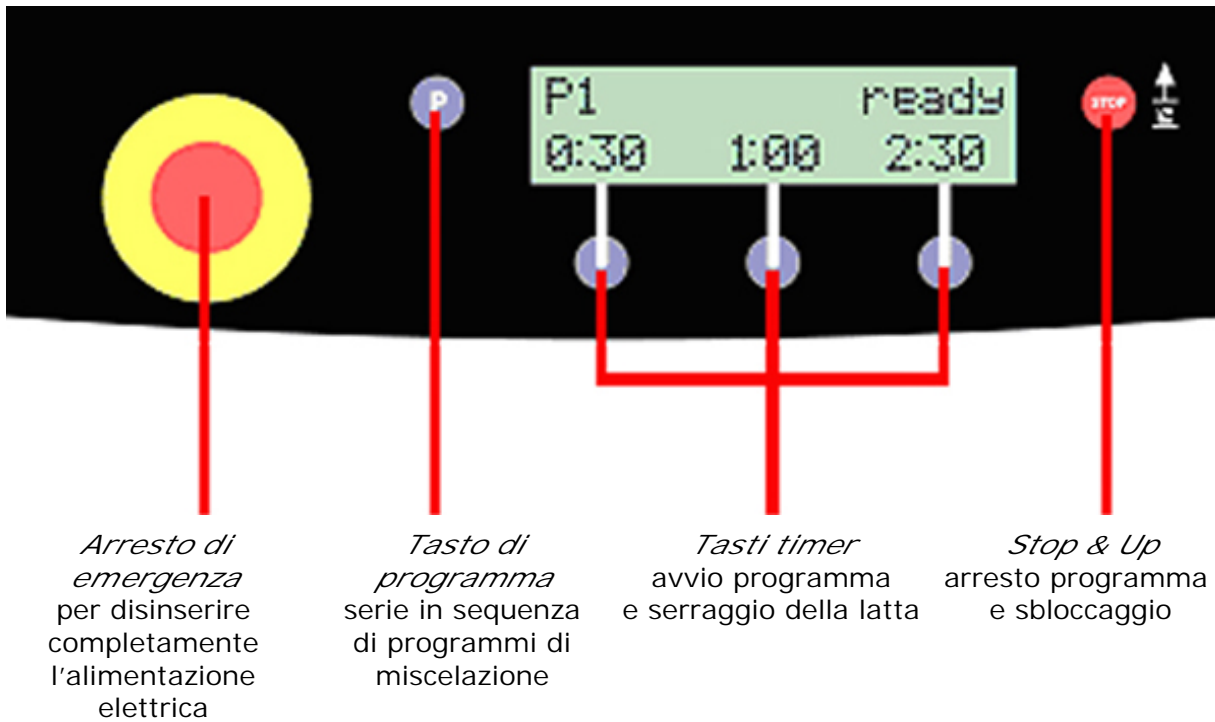 P
P1 ready
0:30 1:00 2:30
STOP
Arresto di
emergenza
per disinserire
completamente
l’alimentazione
elettrica
Tasto di
programma
serie in sequenza
di programmi di
miscelazione
Tasti timer
avvio programma
e serraggio della latta
Stop & Up
arresto programma
e sbloccaggio